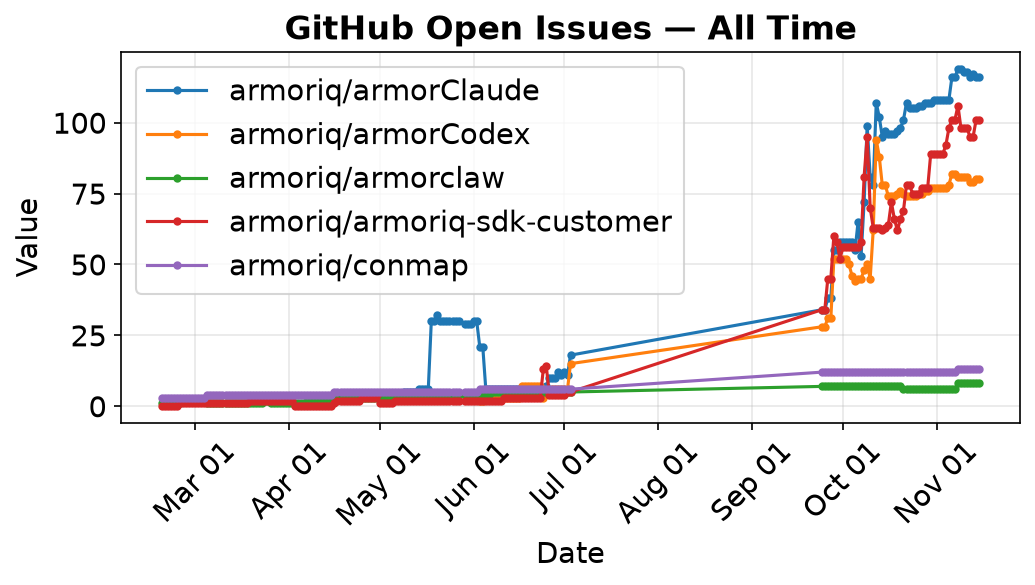 GitHub Open Issues — All Time
armoriq/armorClaude
armoriq/armorCodex
armoriq/armorclaw
armoriq/armoriq-sdk-customer
armoriq/conmap
Value
100
75
50
25
0
Mar 01
Apr 01
May 01
Jun 01
Jul 01
Aug 01
Sep 01
Oct 01
Nov 01
Date